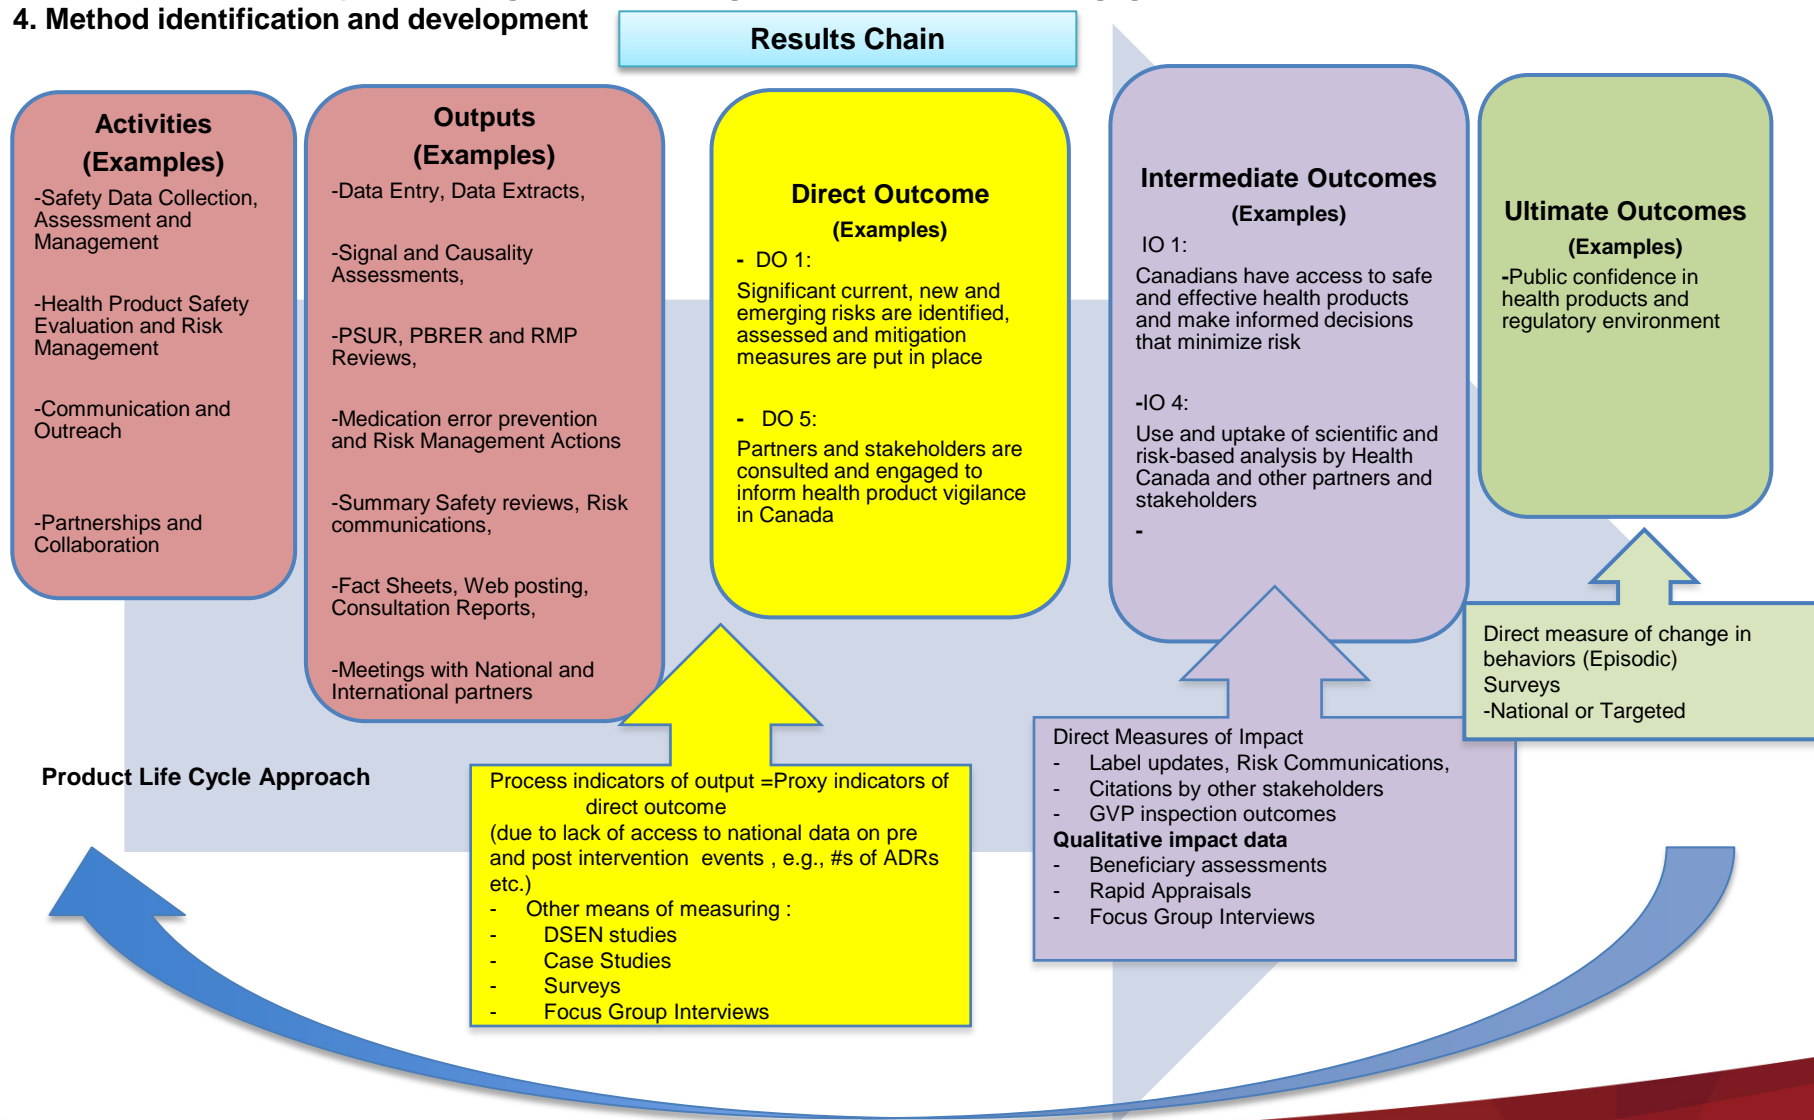 4. Method identification and development
Results Chain
Activities
(Examples)
-Safety Data Collection,
Assessment and
Management
-Health Product Safety
Evaluation and Risk
Management
-Communication and
Outreach
-Partnerships and
Collaboration
Outputs
(Examples)
-Data Entry, Data Extracts,
-Signal and Causality
Assessments,
-PSUR, PBRER and RMP
Reviews,
-Medication error prevention
and Risk Management Actions
-Summary Safety reviews, Risk
communications,
-Fact Sheets, Web posting,
Consultation Reports,
-Meetings with National and
International partners
Direct Outcome
(Examples)
- DO 1:
Significant current, new and
emerging risks are identified,
assessed and mitigation
measures are put in place
- DO 5:
Partners and stakeholders are
consulted and engaged to
inform health product vigilance
in Canada
Intermediate Outcomes
(Examples)
IO 1:
Canadians have access to safe
and effective health products
and make informed decisions
that minimize risk
-IO 4:
Use and uptake of scientific and
risk-based analysis by Health
Canada and other partners and
stakeholders
-
Ultimate Outcomes
(Examples)
-Public confidence in
health products and
regulatory environment
Product Life Cycle Approach
Process indicators of output =Proxy indicators of
direct outcome
(due to lack of access to national data on pre
and post intervention events , e.g., #s of ADRs
etc.)
- Other means of measuring :
- DSEN studies
- Case Studies
- Surveys
- Focus Group Interviews
Direct Measures of Impact
- Label updates, Risk Communications,
- Citations by other stakeholders
- GVP inspection outcomes
Qualitative impact data
- Beneficiary assessments
- Rapid Appraisals
- Focus Group Interviews
Direct measure of change in
behaviors (Episodic)
Surveys
-National or Targeted